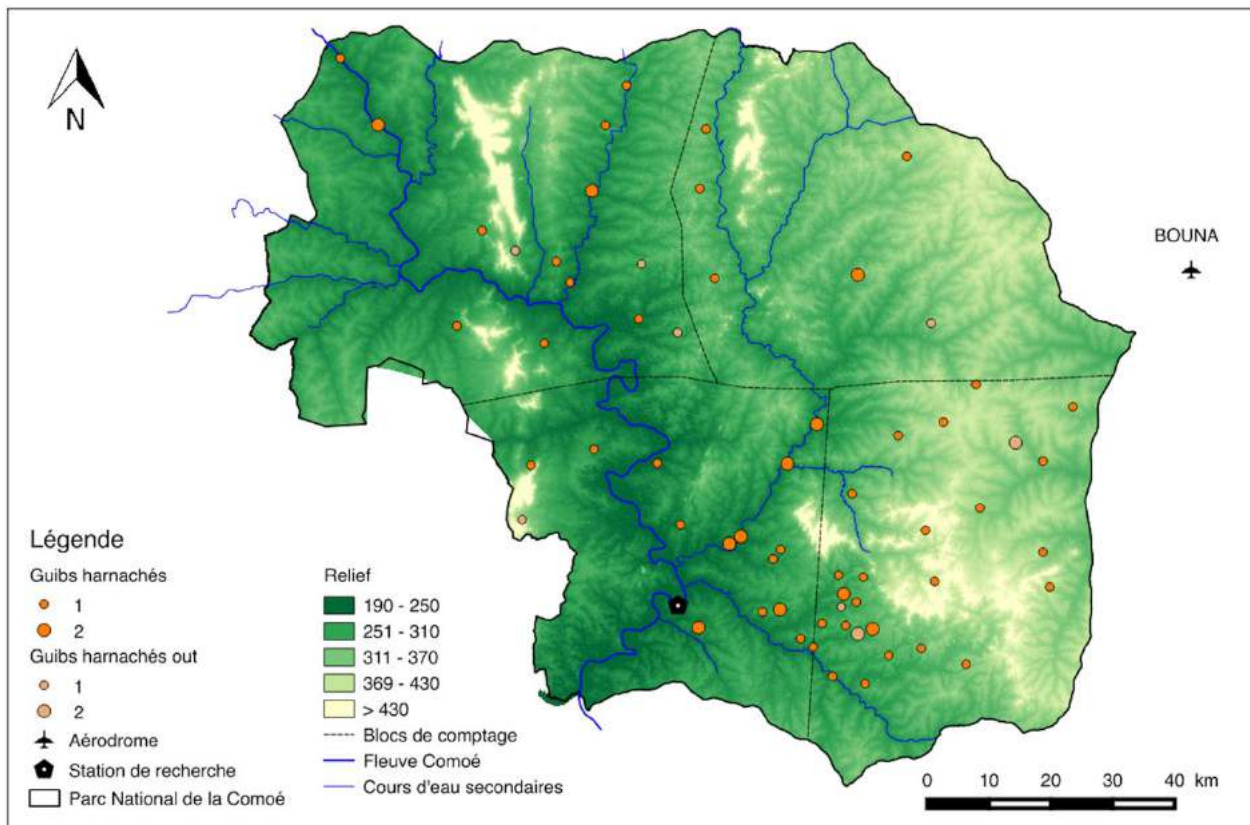 N
BOUNA
Légende
Guibs harnachés
1
2
Guibs harnachés out
1
2
Aérodrome
Station de recherche
Parc National de la Comoé
Relief
190 - 250
251 - 310
311 - 370
369 - 430
> 430
Blocs de comptage
Fleuve Comoé
Cours d'eau secondaires
0 10 20 30 40 km